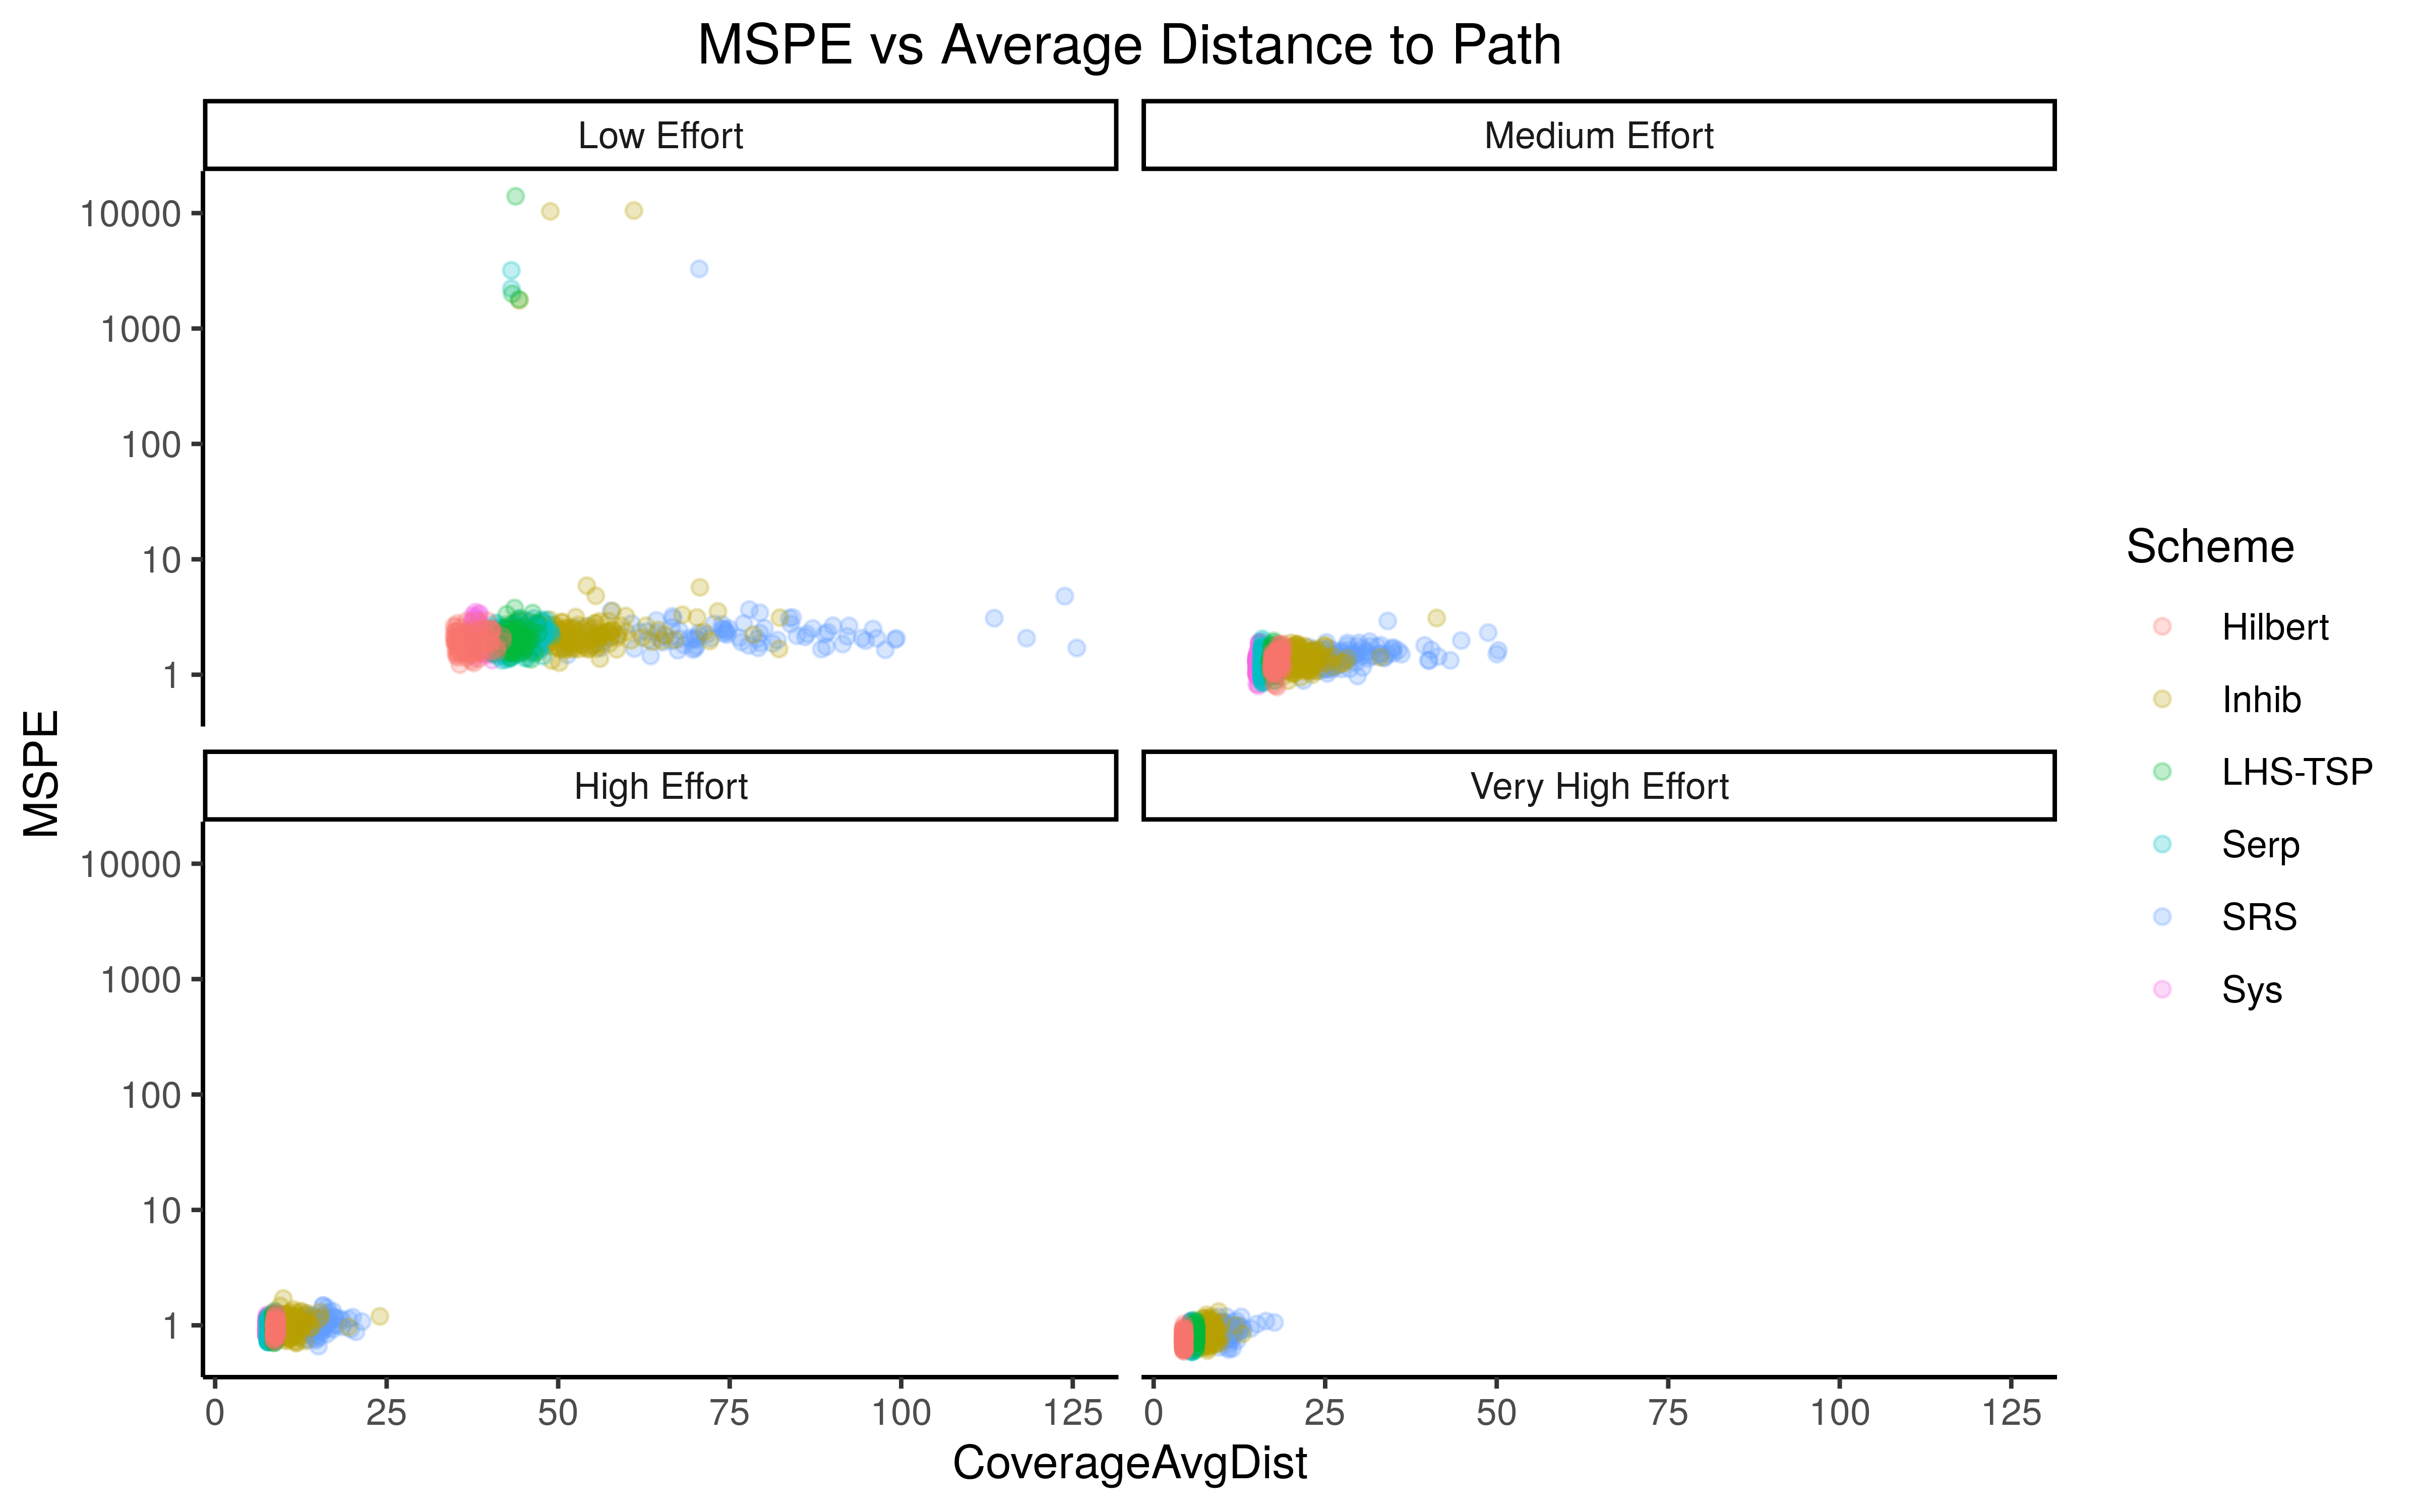 MSPE vs Average Distance to Path
Low Effort
Medium Effort
10000
1000
100
10
1
High Effort
Very High Effort
10000
1000
100
10
1
0 25 50 75 100 125
0 25 50 75 100 125
CoverageAvgDist
MSPE
Scheme
Hilbert
Inhib
LHS-TSP
Serp
SRS
Sys